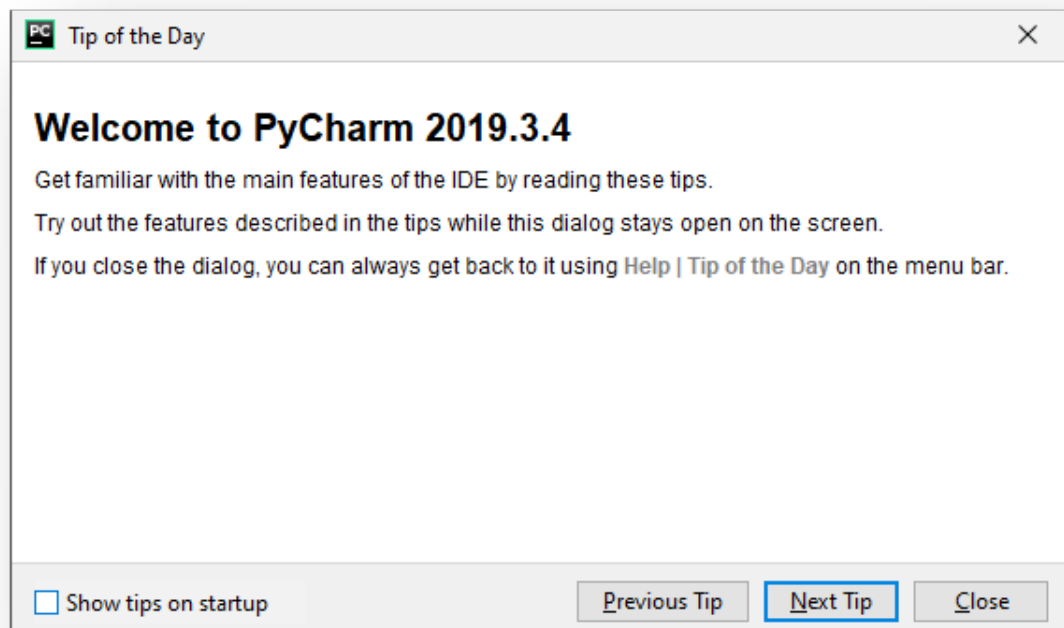 PC Tip of the Day
Welcome to PyCharm 2019.3.4
Get familiar with the main features of the IDE by reading these tips.
Try out the features described in the tips while this dialog stays open on the screen.
If you close the dialog, you can always get back to it using Help | Tip of the Day on the menu bar.
Show tips on startup Previous Tip Next Tip Close